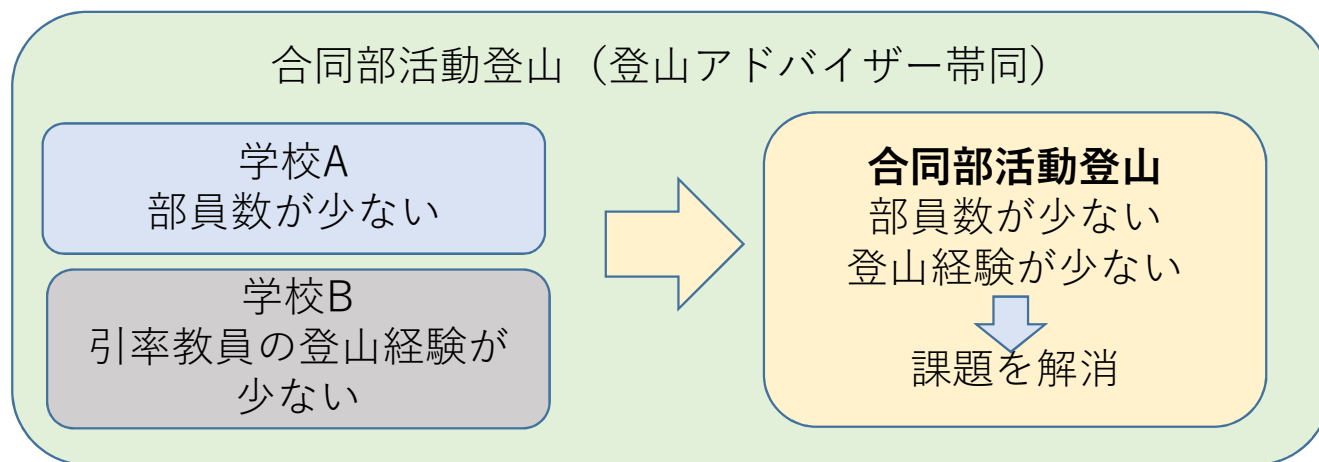 合同部活動登山（登山アドバイザー帯同）
学校A
部員数が少ない
学校B
引率教員の登山経験が
少ない
合同部活動登山
部員数が少ない
登山経験が少ない
課題を解消